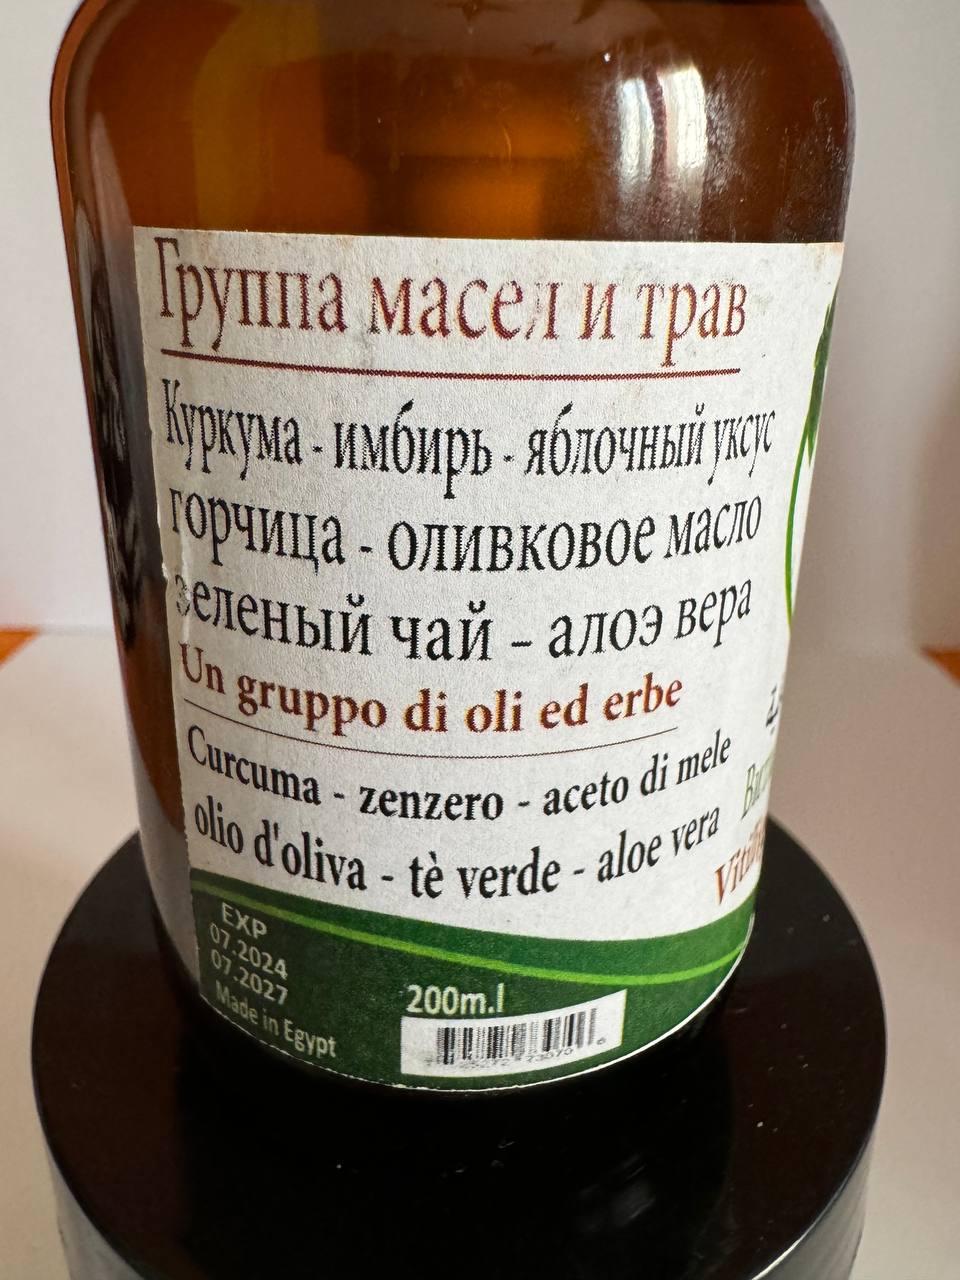 Группа масел и трав
Куркума - имбирь - яблочный уксус
горчица - оливковое масло
зеленый чай - алоэ вера
Un gruppo di oli ed erbe
Curcuma - zenzero - aceto di mele
olio d'oliva - tè verde - aloe vera
EXP
07.2024
07.2027
Made in Egypt
200m.l